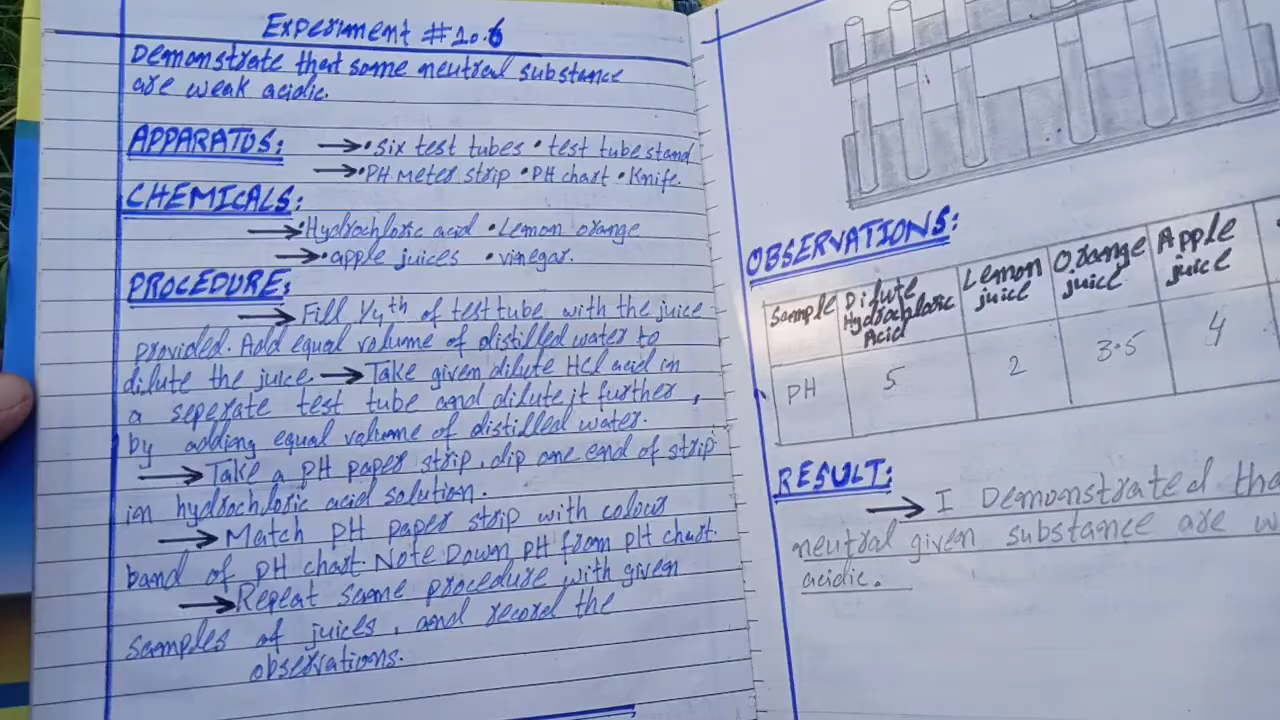 Experiment #10.6
Demonstrate that some neutral substance
are weak acidic.
APPARATUS:
→ • six test tubes • test tube stand
→ • PH Meter strip • PH chart • Knife.
CHEMICALS:
→ • Hydrochloric acid • Lemon orange
→ • apple juices • vinegar.
PROCEDURE:
→ Fill 1/4th of test tube with the juice
provided. Add equal volume of distilled water to
dilute the juice → Take given dilute HCl acid in
a seperate test tube and dilute it further,
by adding equal volume of distilled water.
→ Take a PH paper strip, dip one end of strip
in hydrochloric acid solution.
→ Match PH paper strip with colour
band of PH chart. Note Down PH from PH chart.
→ Repeat same procedure with given
samples of juices, and record the
observations.
OBSERVATIONS:
Sample Dilute Hydrochloric Acid Lemon juice Orange juice Apple juice
PH 5 2 3.5 4
RESULT:
→ I Demonstrated tha
neutral given substance are w
acidic.